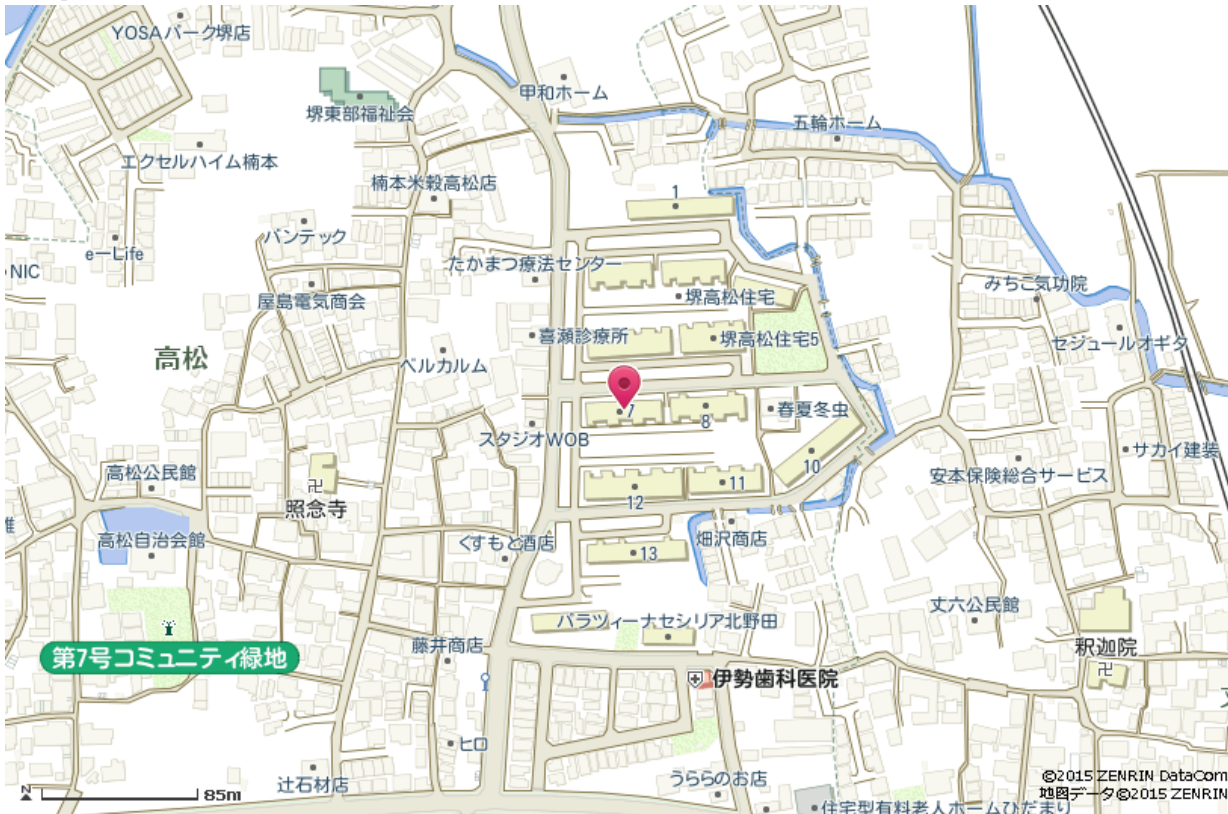 YOSAパーク堺店
甲和ホーム
堺東部福祉会
五輪ホーム
エクセルハイム楠本
楠本米穀高松店
1
バンテック
eーLife
NIC
たかまつ療法センター
屋島電気商会
堺高松住宅
みちこ気功院
喜瀬診療所
堺高松住宅5
セジュールオギタ
高松
ベルカルム
7
8
春夏冬虫
スタジオWOB
サカイ建装
高松公民館
10
安本保険総合サービス
11
12
照念寺
高松自治会館
くすもと酒店
畑沢商店
13
丈六公民館
パラツィーナセシリア北野田
藤井商店
釈迦院
第7号コミュニティ緑地
伊勢歯科医院
ヒロ
辻石材店
うららのお店
N
85m
©2015 ZENRIN DataCom
地図データ©2015 ZENRIN
住宅型有料老人ホームひだまり